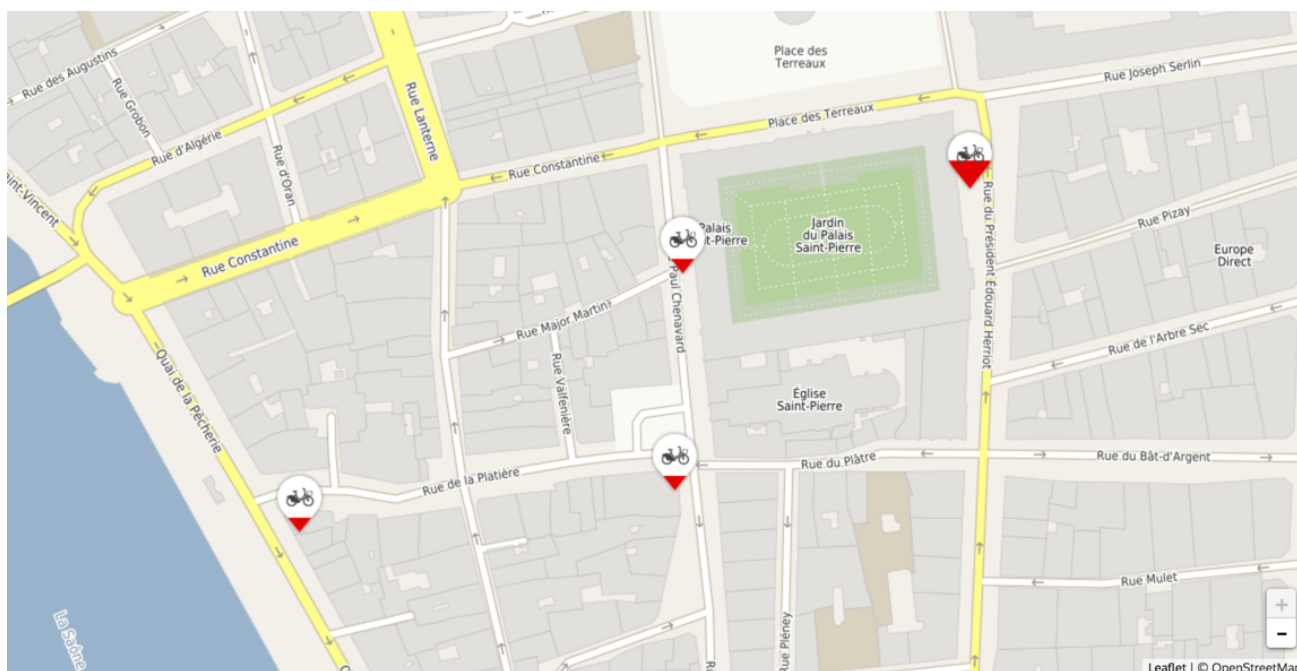 Place des
Terreaux
Rue Joseph Serlin
Rue des Augustins
Rue Grobon
Rue Lanterne
Place des Terreaux
Rue d'Algérie
Rue d'Oran
Rue Constantine
Rue du Président Édouard Herriot
Rue Pizay
Saint-Vincent
Palais
nt-Pierre
Jardin
du Palais
Saint-Pierre
Europe
Direct
Rue Constantine
Paul Chenavard
Rue Major Martin
Rue de l'Arbre Sec
Quai de la Pêcherie
Rue Valfenière
Église
Saint-Pierre
Rue de la Platière
Rue du Plâtre
Rue du Bât-d'Argent
Rue Mulet
La Saône
Rue Pléney
+
-
Leaflet | © OpenStreetMap